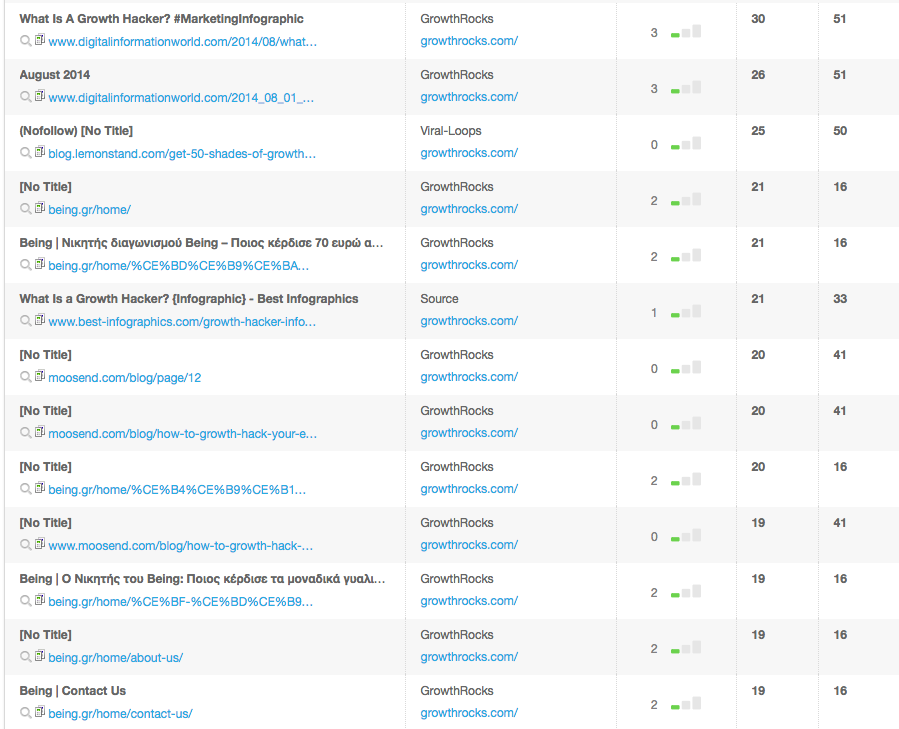 What Is A Growth Hacker? #MarketingInfographic GrowthRocks 3 30 51
www.digitalinformationworld.com/2014/08/what… growthrocks.com/
August 2014 GrowthRocks 3 26 51
www.digitalinformationworld.com/2014_08_01_… growthrocks.com/
(Nofollow) [No Title] Viral-Loops 0 25 50
blog.lemonstand.com/get-50-shades-of-growth… growthrocks.com/
[No Title] GrowthRocks 2 21 16
being.gr/home/ growthrocks.com/
Being | Νικητής διαγωνισμού Being – Ποιος κέρδισε 70 ευρώ α… GrowthRocks 2 21 16
being.gr/home/%CE%BD%CE%B9%CE%BA… growthrocks.com/
What Is a Growth Hacker? {Infographic} - Best Infographics Source 1 21 33
www.best-infographics.com/growth-hacker-info… growthrocks.com/
[No Title] GrowthRocks 0 20 41
moosend.com/blog/page/12 growthrocks.com/
[No Title] GrowthRocks 0 20 41
moosend.com/blog/how-to-growth-hack-your-e… growthrocks.com/
[No Title] GrowthRocks 2 20 16
being.gr/home/%CE%B4%CE%B9%CE%B1… growthrocks.com/
[No Title] GrowthRocks 0 19 41
www.moosend.com/blog/how-to-growth-hack-… growthrocks.com/
Being | Ο Νικητής του Being: Ποιος κέρδισε τα μοναδικά γυαλι… GrowthRocks 2 19 16
being.gr/home/%CE%BF-%CE%BD%CE%B9… growthrocks.com/
[No Title] GrowthRocks 2 19 16
being.gr/home/about-us/ growthrocks.com/
Being | Contact Us GrowthRocks 2 19 16
being.gr/home/contact-us/ growthrocks.com/